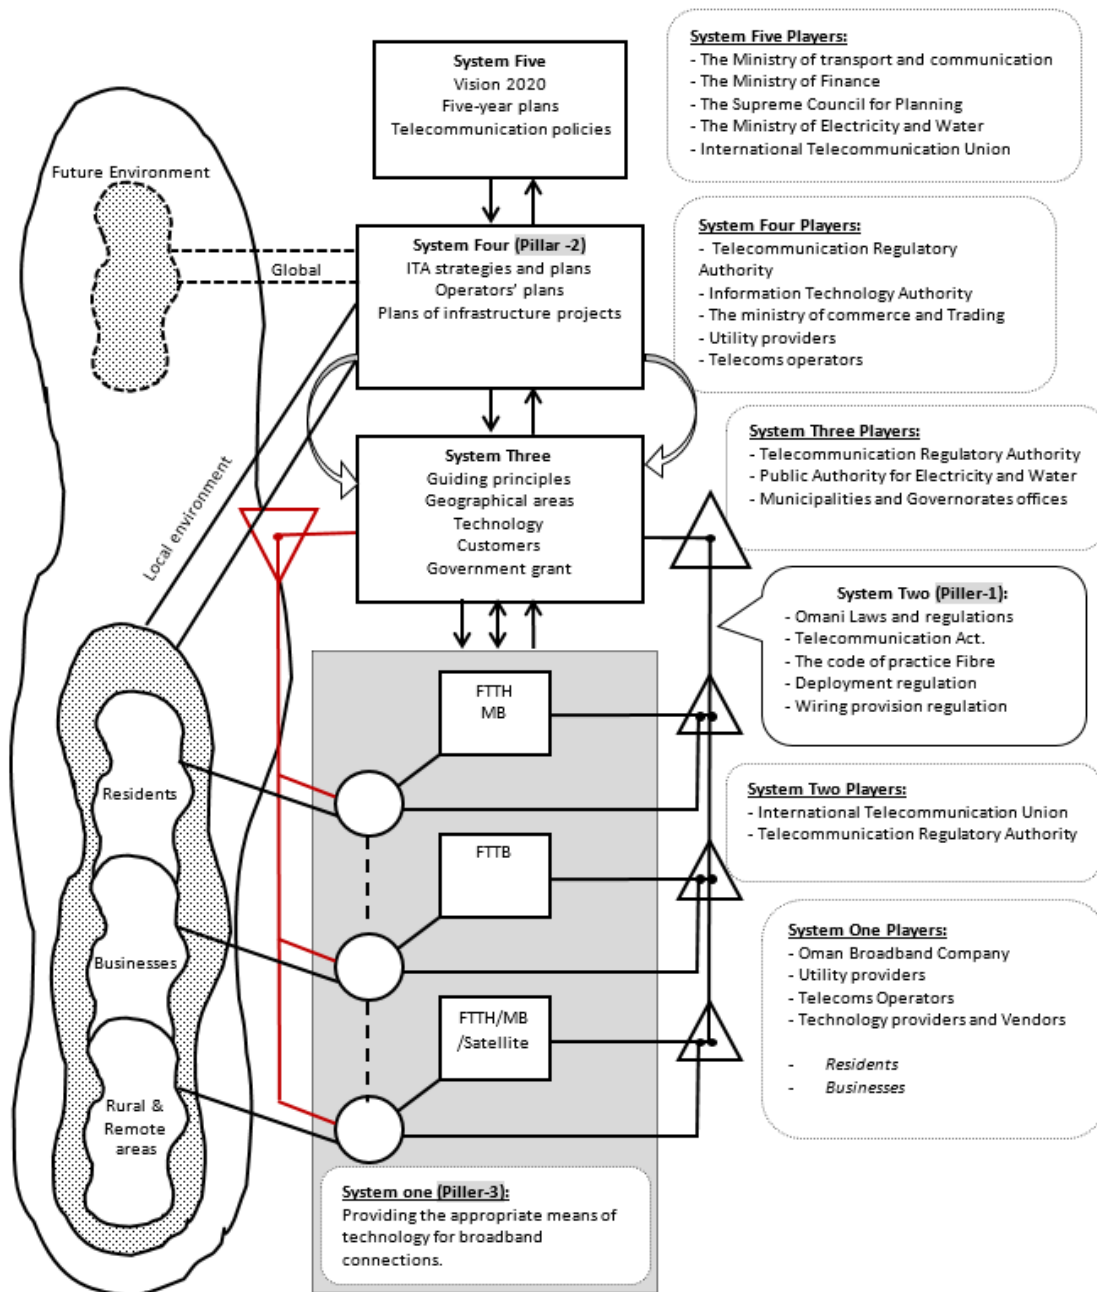 System Five
Vision 2020
Five-year plans
Telecommunication policies
System Five Players:
- The Ministry of transport and communication
- The Ministry of Finance
- The Supreme Council for Planning
- The Ministry of Electricity and Water
- International Telecommunication Union
Future Environment
Global
System Four (Pillar -2)
ITA strategies and plans
Operators' plans
Plans of infrastructure projects
System Four Players:
- Telecommunication Regulatory
Authority
- Information Technology Authority
- The ministry of commerce and Trading
- Utility providers
- Telecoms operators
Local environment
System Three
Guiding principles
Geographical areas
Technology
Customers
Government grant
System Three Players:
- Telecommunication Regulatory Authority
- Public Authority for Electricity and Water
- Municipalities and Governorates offices
System Two (Piller-1):
- Omani Laws and regulations
- Telecommunication Act.
- The code of practice Fibre
- Deployment regulation
- Wiring provision regulation
FTTH
MB
Residents
System Two Players:
- International Telecommunication Union
- Telecommunication Regulatory Authority
FTTB
Businesses
System One Players:
- Oman Broadband Company
- Utility providers
- Telecoms Operators
- Technology providers and Vendors
- Residents
- Businesses
FTTH/MB
/Satellite
Rural &
Remote
areas
System one (Piller-3):
Providing the appropriate means of
technology for broadband
connections.